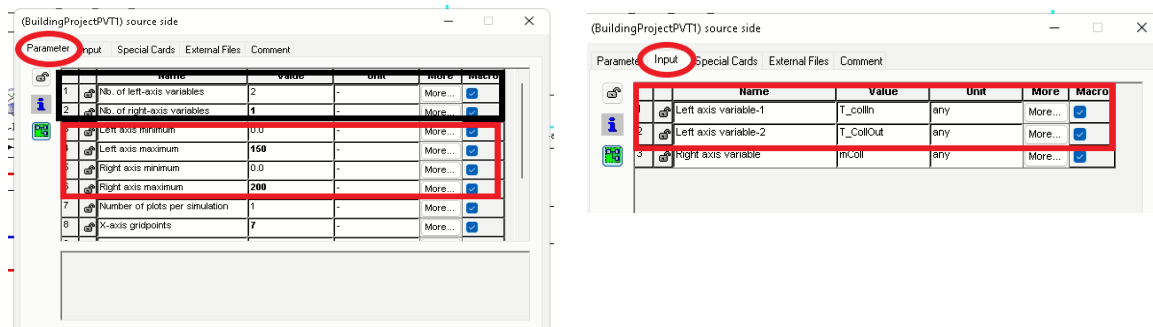 (BuildingProjectPVT1) source side
Parameter Input Special Cards External Files Comment
Name Value Unit More Macro
1 Nb. of left-axis variables 2 - More...
2 Nb. of right-axis variables 1 - More...
3 Left axis minimum 0.0 - More...
Left axis maximum 150 - More...
5 Right axis minimum 0.0 - More...
6 Right axis maximum 200 - More...
7 Number of plots per simulation 1 - More...
8 X-axis gridpoints 7 - More...
(BuildingProjectPVT1) source side
Paramete Input Special Cards External Files Comment
Name Value Unit More Macro
1 Left axis variable-1 T_collIn any More...
2 Left axis variable-2 T_CollOut any More...
3 Right axis variable mColl any More...